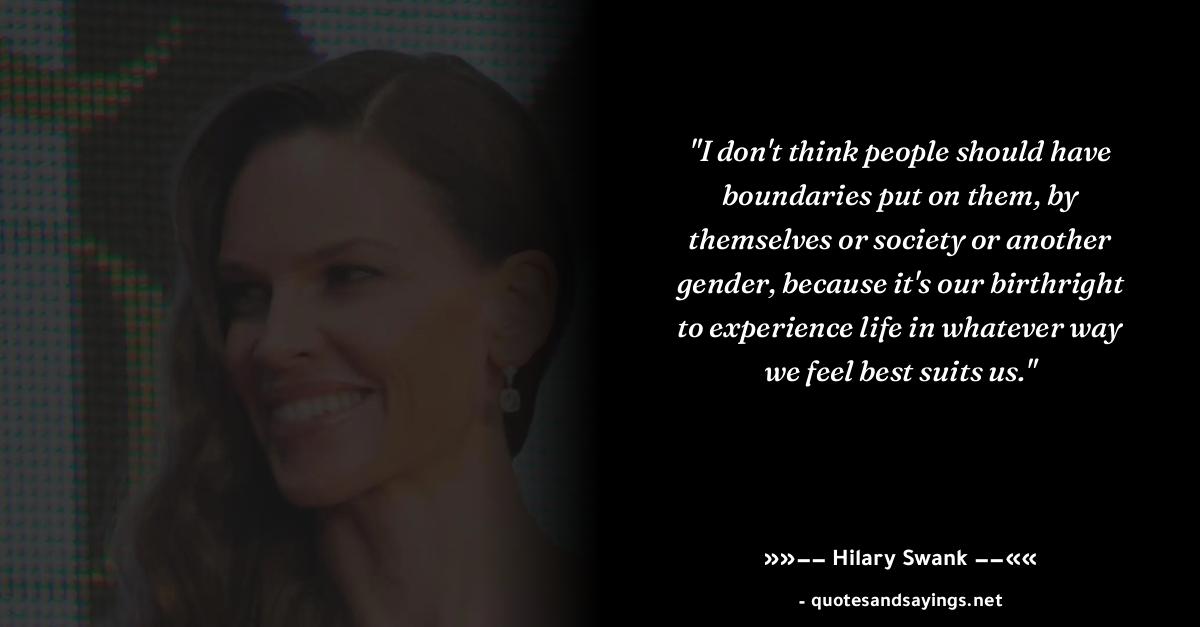 "I don't think people should have
boundaries put on them, by
themselves or society or another
gender, because it's our birthright
to experience life in whatever way
we feel best suits us."
»»–– Hilary Swank ––««
- quotesandsayings.net